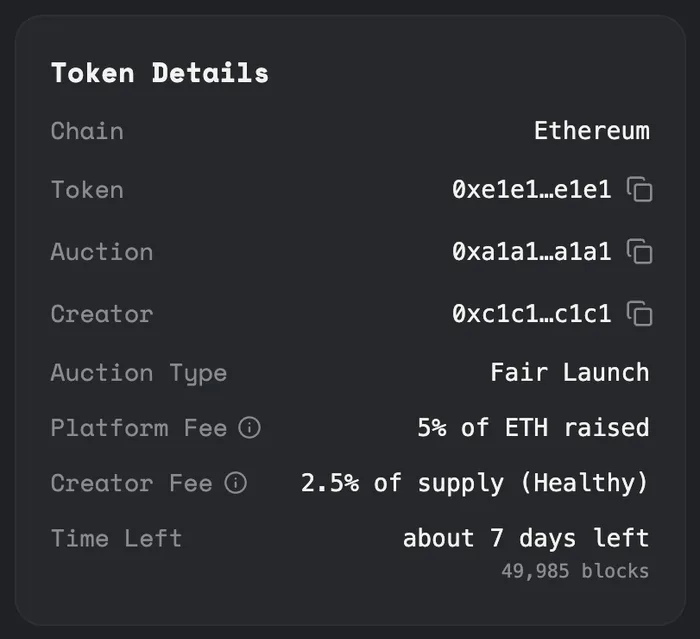 Token Details
Chain Ethereum
Token 0xe1e1…e1e1
Auction 0xa1a1…a1a1
Creator 0xc1c1…c1c1
Auction Type Fair Launch
Platform Fee 5% of ETH raised
Creator Fee 2.5% of supply (Healthy)
Time Left about 7 days left
49,985 blocks